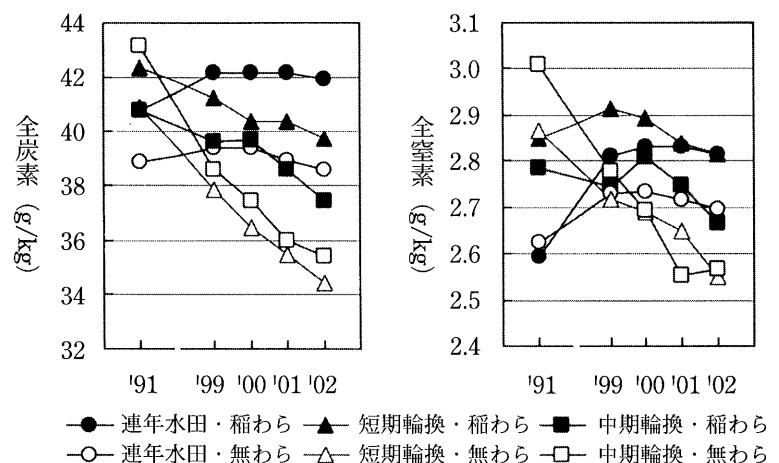 全炭素 (g/kg)
44
42
40
38
36
34
32
'91 '99 '00 '01 '02
全窒素 (g/kg)
3.1
3.0
2.9
2.8
2.7
2.6
2.5
2.4
'91 '99 '00 '01 '02
連年水田・稲わら 短期輪換・稲わら 中期輪換・稲わら
連年水田・無わら 短期輪換・無わら 中期輪換・無わら